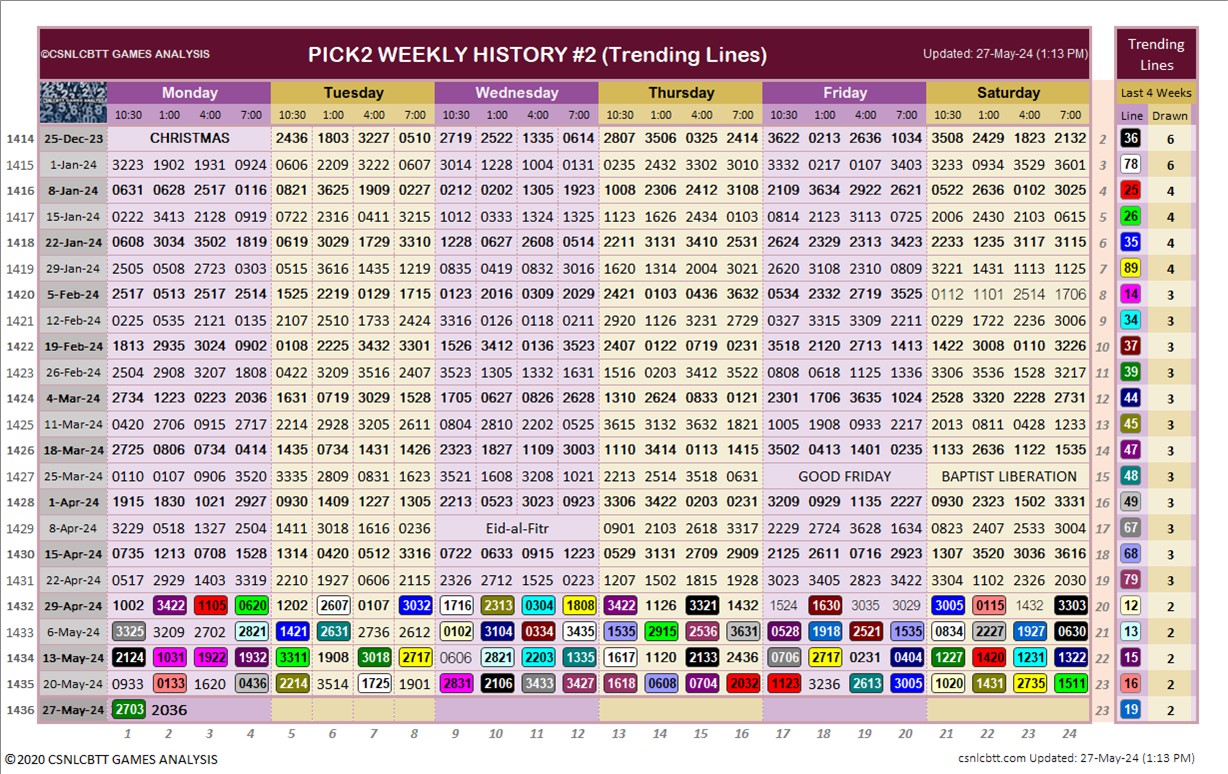 ©CSNLCBTT GAMES ANALYSIS PICK2 WEEKLY HISTORY #2 (Trending Lines) Updated: 27-May-24 (1:13 PM) Trending Lines
Monday Tuesday Wednesday Thursday Friday Saturday Last 4 Weeks
10:30 1:00 4:00 7:00 10:30 1:00 4:00 7:00 10:30 1:00 4:00 7:00 10:30 1:00 4:00 7:00 10:30 1:00 4:00 7:00 10:30 1:00 4:00 7:00 Line Drawn
1414 25-Dec-23 CHRISTMAS 2436 1803 3227 0510 2719 2522 1335 0614 2807 3506 0325 2414 3622 0213 2636 1034 3508 2429 1823 2132 2 36 6
1415 1-Jan-24 3223 1902 1931 0924 0606 2209 3222 0607 3014 1228 1004 0131 0235 2432 3302 3010 3332 0217 0107 3403 3233 0934 3529 3601 3 78 6
1416 8-Jan-24 0631 0628 2517 0116 0821 3625 1909 0227 0212 0202 1305 1923 1008 2306 2412 3108 2109 3634 2922 2621 0522 2636 0102 3025 4 25 4
1417 15-Jan-24 0222 3413 2128 0919 0722 2316 0411 3215 1012 0333 1324 1325 1123 1626 2434 0103 0814 2123 3113 0725 2006 2430 2103 0615 5 26 4
1418 22-Jan-24 0608 3034 3502 1819 0619 3029 1729 3310 1228 0627 2608 0514 2211 3131 3410 2531 2624 2329 2313 3423 2233 1235 3117 3115 6 35 4
1419 29-Jan-24 2505 0508 2723 0303 0515 3616 1435 1219 0835 0419 0832 3016 1620 1314 2004 3021 2620 3108 2310 0809 3221 1431 1113 1125 7 89 4
1420 5-Feb-24 2517 0513 2517 2514 1525 2219 0129 1715 0123 2016 0309 2029 2421 0103 0436 3632 0534 2332 2719 3525 0112 1101 2514 1706 8 14 3
1421 12-Feb-24 0225 0535 2121 0135 2107 2510 1733 2424 3316 0126 0118 0211 2920 1126 3231 2729 0327 3315 3309 2211 0229 1722 2236 3006 9 34 3
1422 19-Feb-24 1813 2935 3024 0902 0108 2225 3432 3301 1526 3412 0136 3523 2407 0122 0719 0231 3518 2120 2713 1413 1422 3008 0110 3226 10 37 3
1423 26-Feb-24 2504 2908 3207 1808 0422 3209 3516 2407 3523 1305 1332 1631 1516 0203 3412 3522 0808 0618 1125 1336 3306 3536 1528 3217 11 39 3
1424 4-Mar-24 2734 1223 0223 2036 1631 0719 3029 1528 1705 0627 0826 2628 1310 2624 0833 0121 2301 1706 3635 1024 2808 3320 2228 2731 12 44 3
1425 11-Mar-24 0420 2706 0915 2717 2214 2928 3205 2611 0804 2810 2202 0525 3615 3132 3632 1821 1005 1908 0933 2217 2013 0811 0428 1233 13 45 3
1426 18-Mar-24 2725 0806 0734 0414 1435 0734 1431 1426 2323 1827 1109 3003 1110 3414 0113 1415 3502 0413 1401 0235 1133 2636 1122 1535 14 47 3
1427 25-Mar-24 0110 0107 0906 3520 3335 2809 0831 1623 3521 1608 3208 1021 2213 2514 3518 0631 GOOD FRIDAY BAPTIST LIBERATION 15 48 3
1428 1-Apr-24 1915 1830 1021 2927 0930 1409 1227 1305 2213 0523 3023 0923 3306 3422 0203 0231 3209 0929 1135 2227 0930 2323 1502 3331 16 49 3
1429 8-Apr-24 3229 0518 1327 2504 1411 3018 1616 0236 Eid-al-Fitr 0901 2103 2618 3317 2229 2724 3628 1634 0823 2407 2533 3004 17 67 3
1430 15-Apr-24 0735 1213 0708 1528 1314 0420 0512 3316 0722 0633 0915 1223 0529 3131 2709 2909 2125 2611 0716 2923 1307 3520 3036 3616 18 68 3
1431 22-Apr-24 0517 2929 1403 3319 2210 1927 0606 2115 2326 2712 1525 0223 1207 1502 1815 1928 3023 3405 2823 3422 3304 1102 2326 2030 19 79 3
1432 29-Apr-24 1002 3422 1105 0620 1202 2607 0107 3032 1716 2313 0304 1808 3422 1126 3321 1432 1524 1630 3035 3029 3005 0115 1432 3303 20 12 2
1433 6-May-24 3325 3209 2702 2821 1421 2631 2736 2612 0102 3104 0334 3435 1535 2915 2536 3631 0528 1918 2521 1535 0834 2227 1927 0630 21 13 2
1434 13-May-24 2124 1031 1922 1932 3311 1908 3018 2717 0606 2821 2203 1335 1617 1120 2133 2436 0706 2717 0231 0404 1227 1420 1231 1322 22 15 2
1435 20-May-24 0933 0133 1620 0436 2214 3514 1725 1901 2831 2106 3433 3427 1618 0608 0704 2032 1123 3236 2613 3005 1020 1431 2735 1511 23 16 2
1436 27-May-24 2703 2036 23 19 2
1 2 3 4 5 6 7 8 9 10 11 12 13 14 15 16 17 18 19 20 21 22 23 24
©2020 CSNLCBTT GAMES ANALYSIS csnlcbtt.com Updated: 27-May-24 (1:13 PM)